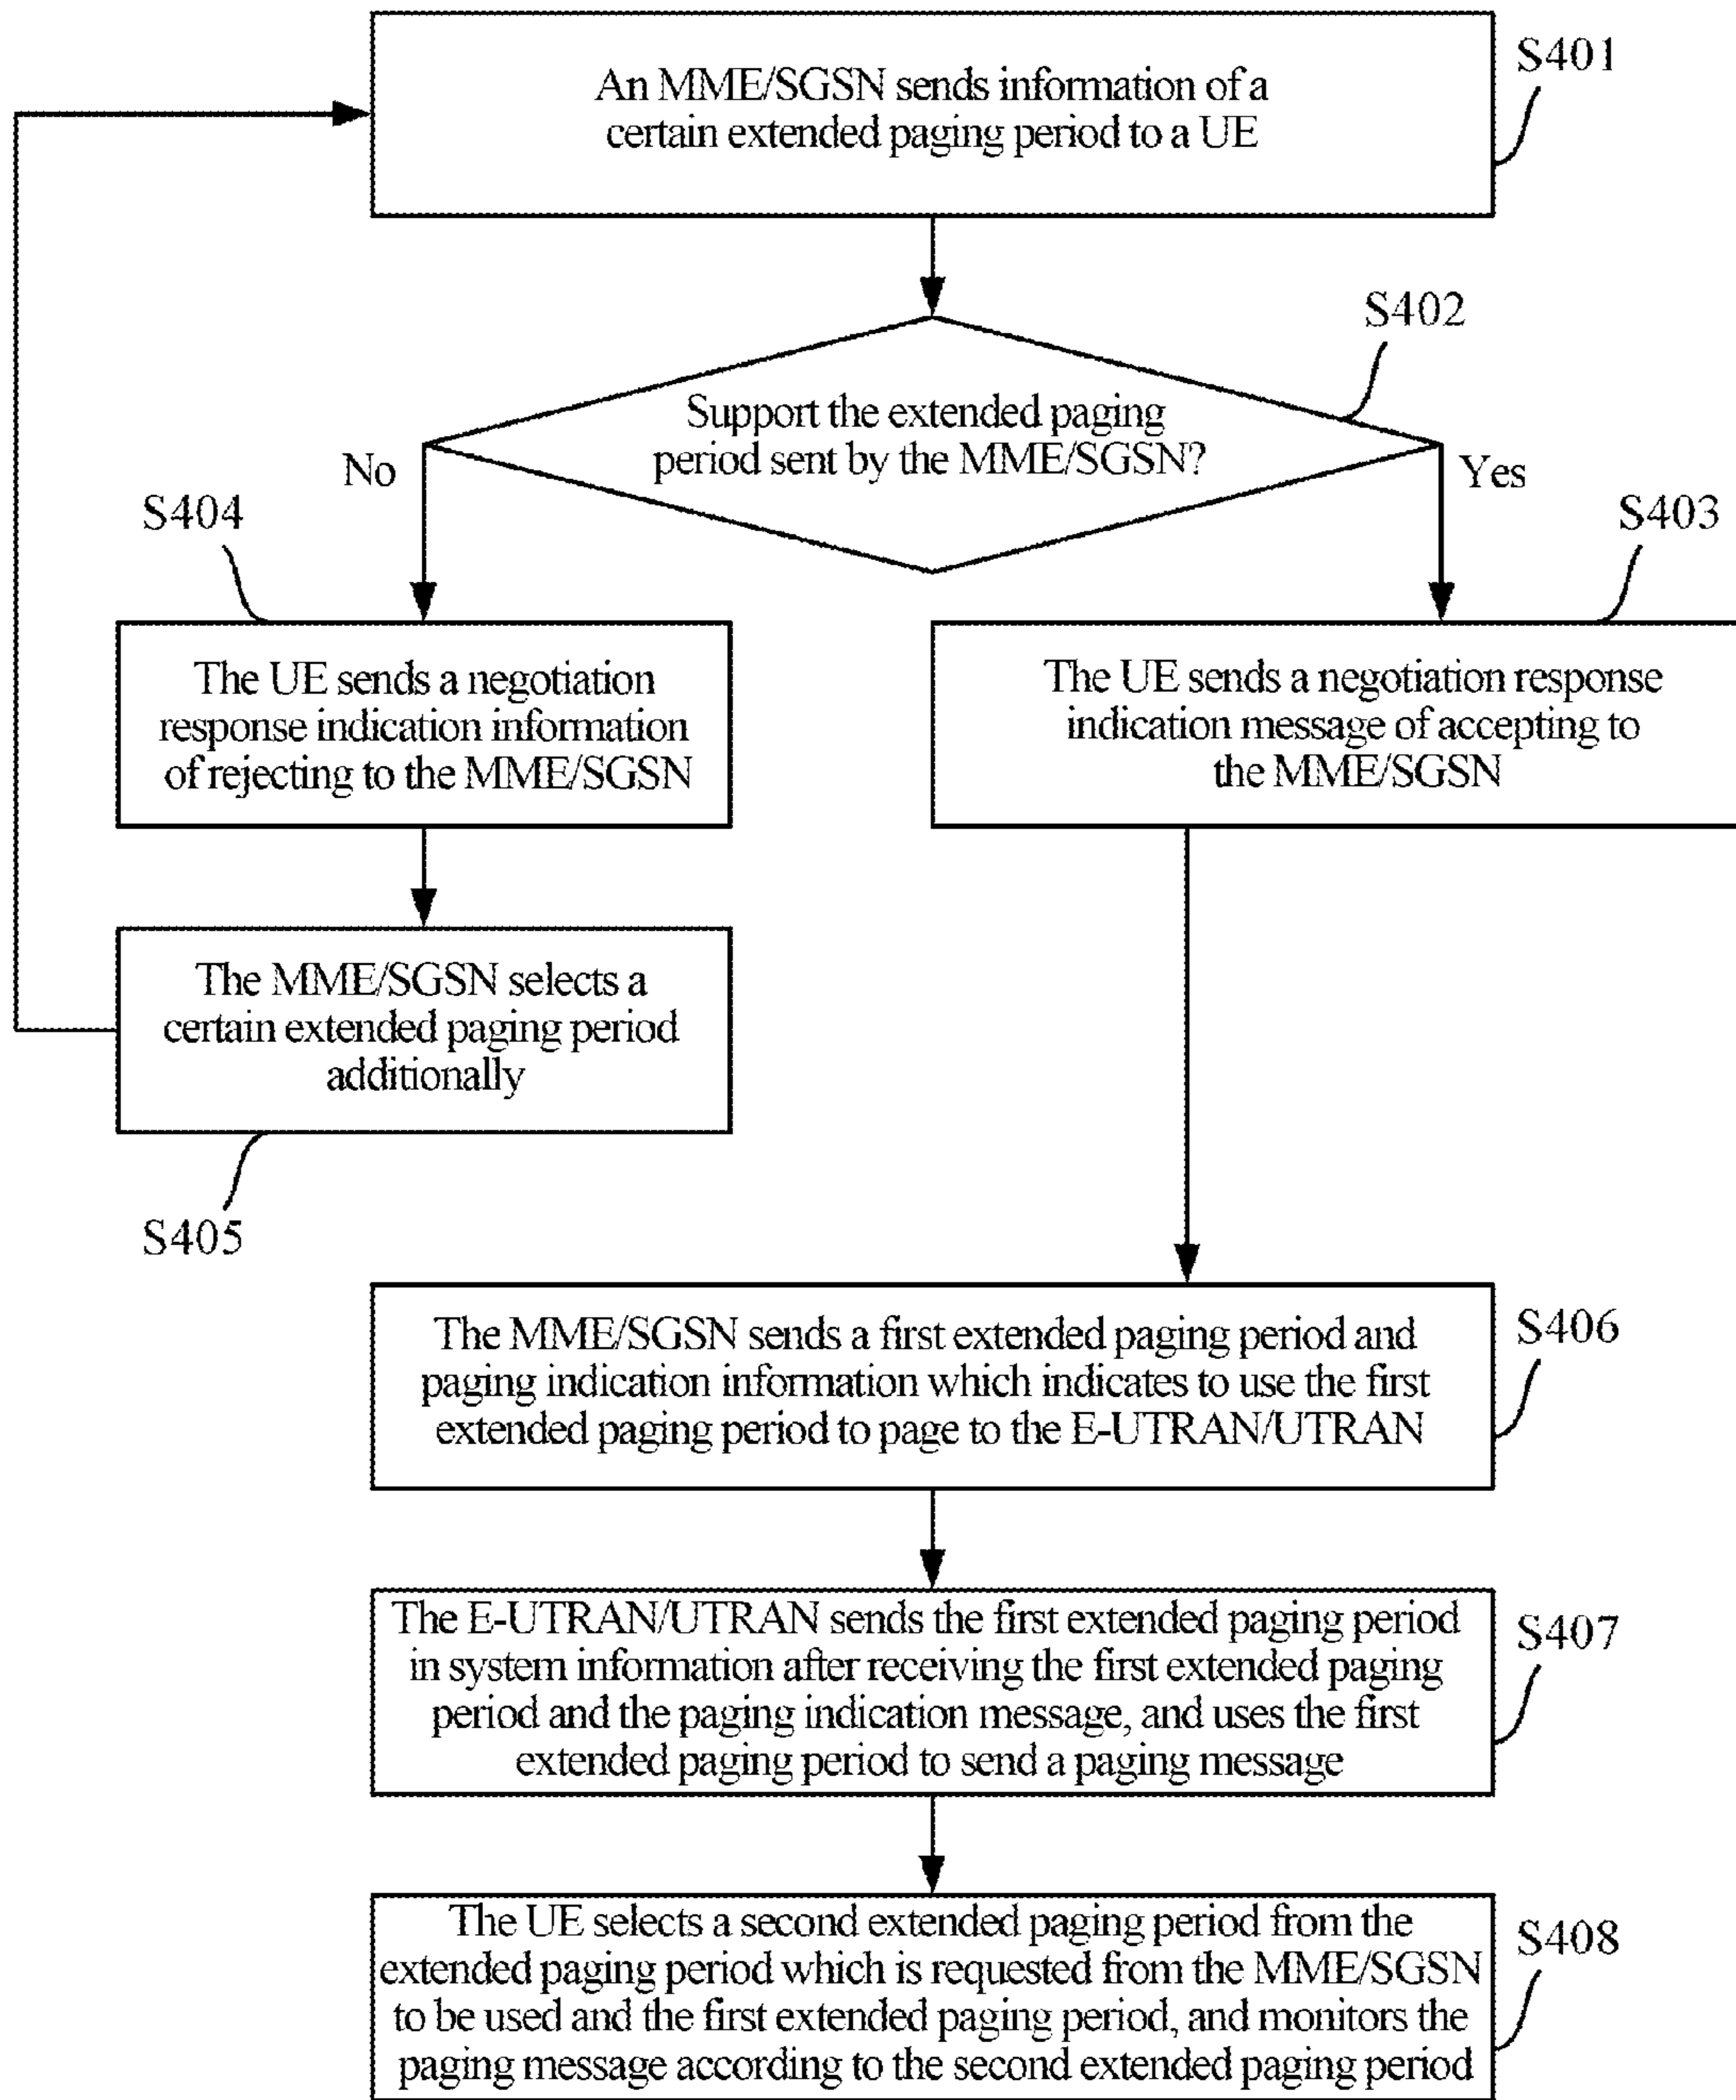 An MME/SGSN sends information of a
certain extended paging period to a UE
S401
S402
Support the extended paging
period sent by the MME/SGSN?
No
Yes
S404
S403
The UE sends a negotiation
response indication information
of rejecting to the MME/SGSN
The UE sends a negotiation response
indication message of accepting to
the MME/SGSN
The MME/SGSN selects a
certain extended paging period
additionally
S405
The MME/SGSN sends a first extended paging period and
paging indication information which indicates to use the first
extended paging period to page to the E-UTRAN/UTRAN
S406
The E-UTRAN/UTRAN sends the first extended paging period
in system information after receiving the first extended paging
period and the paging indication message, and uses the first
extended paging period to send a paging message
S407
The UE selects a second extended paging period from the
extended paging period which is requested from the MME/SGSN
to be used and the first extended paging period, and monitors the
paging message according to the second extended paging period
S408